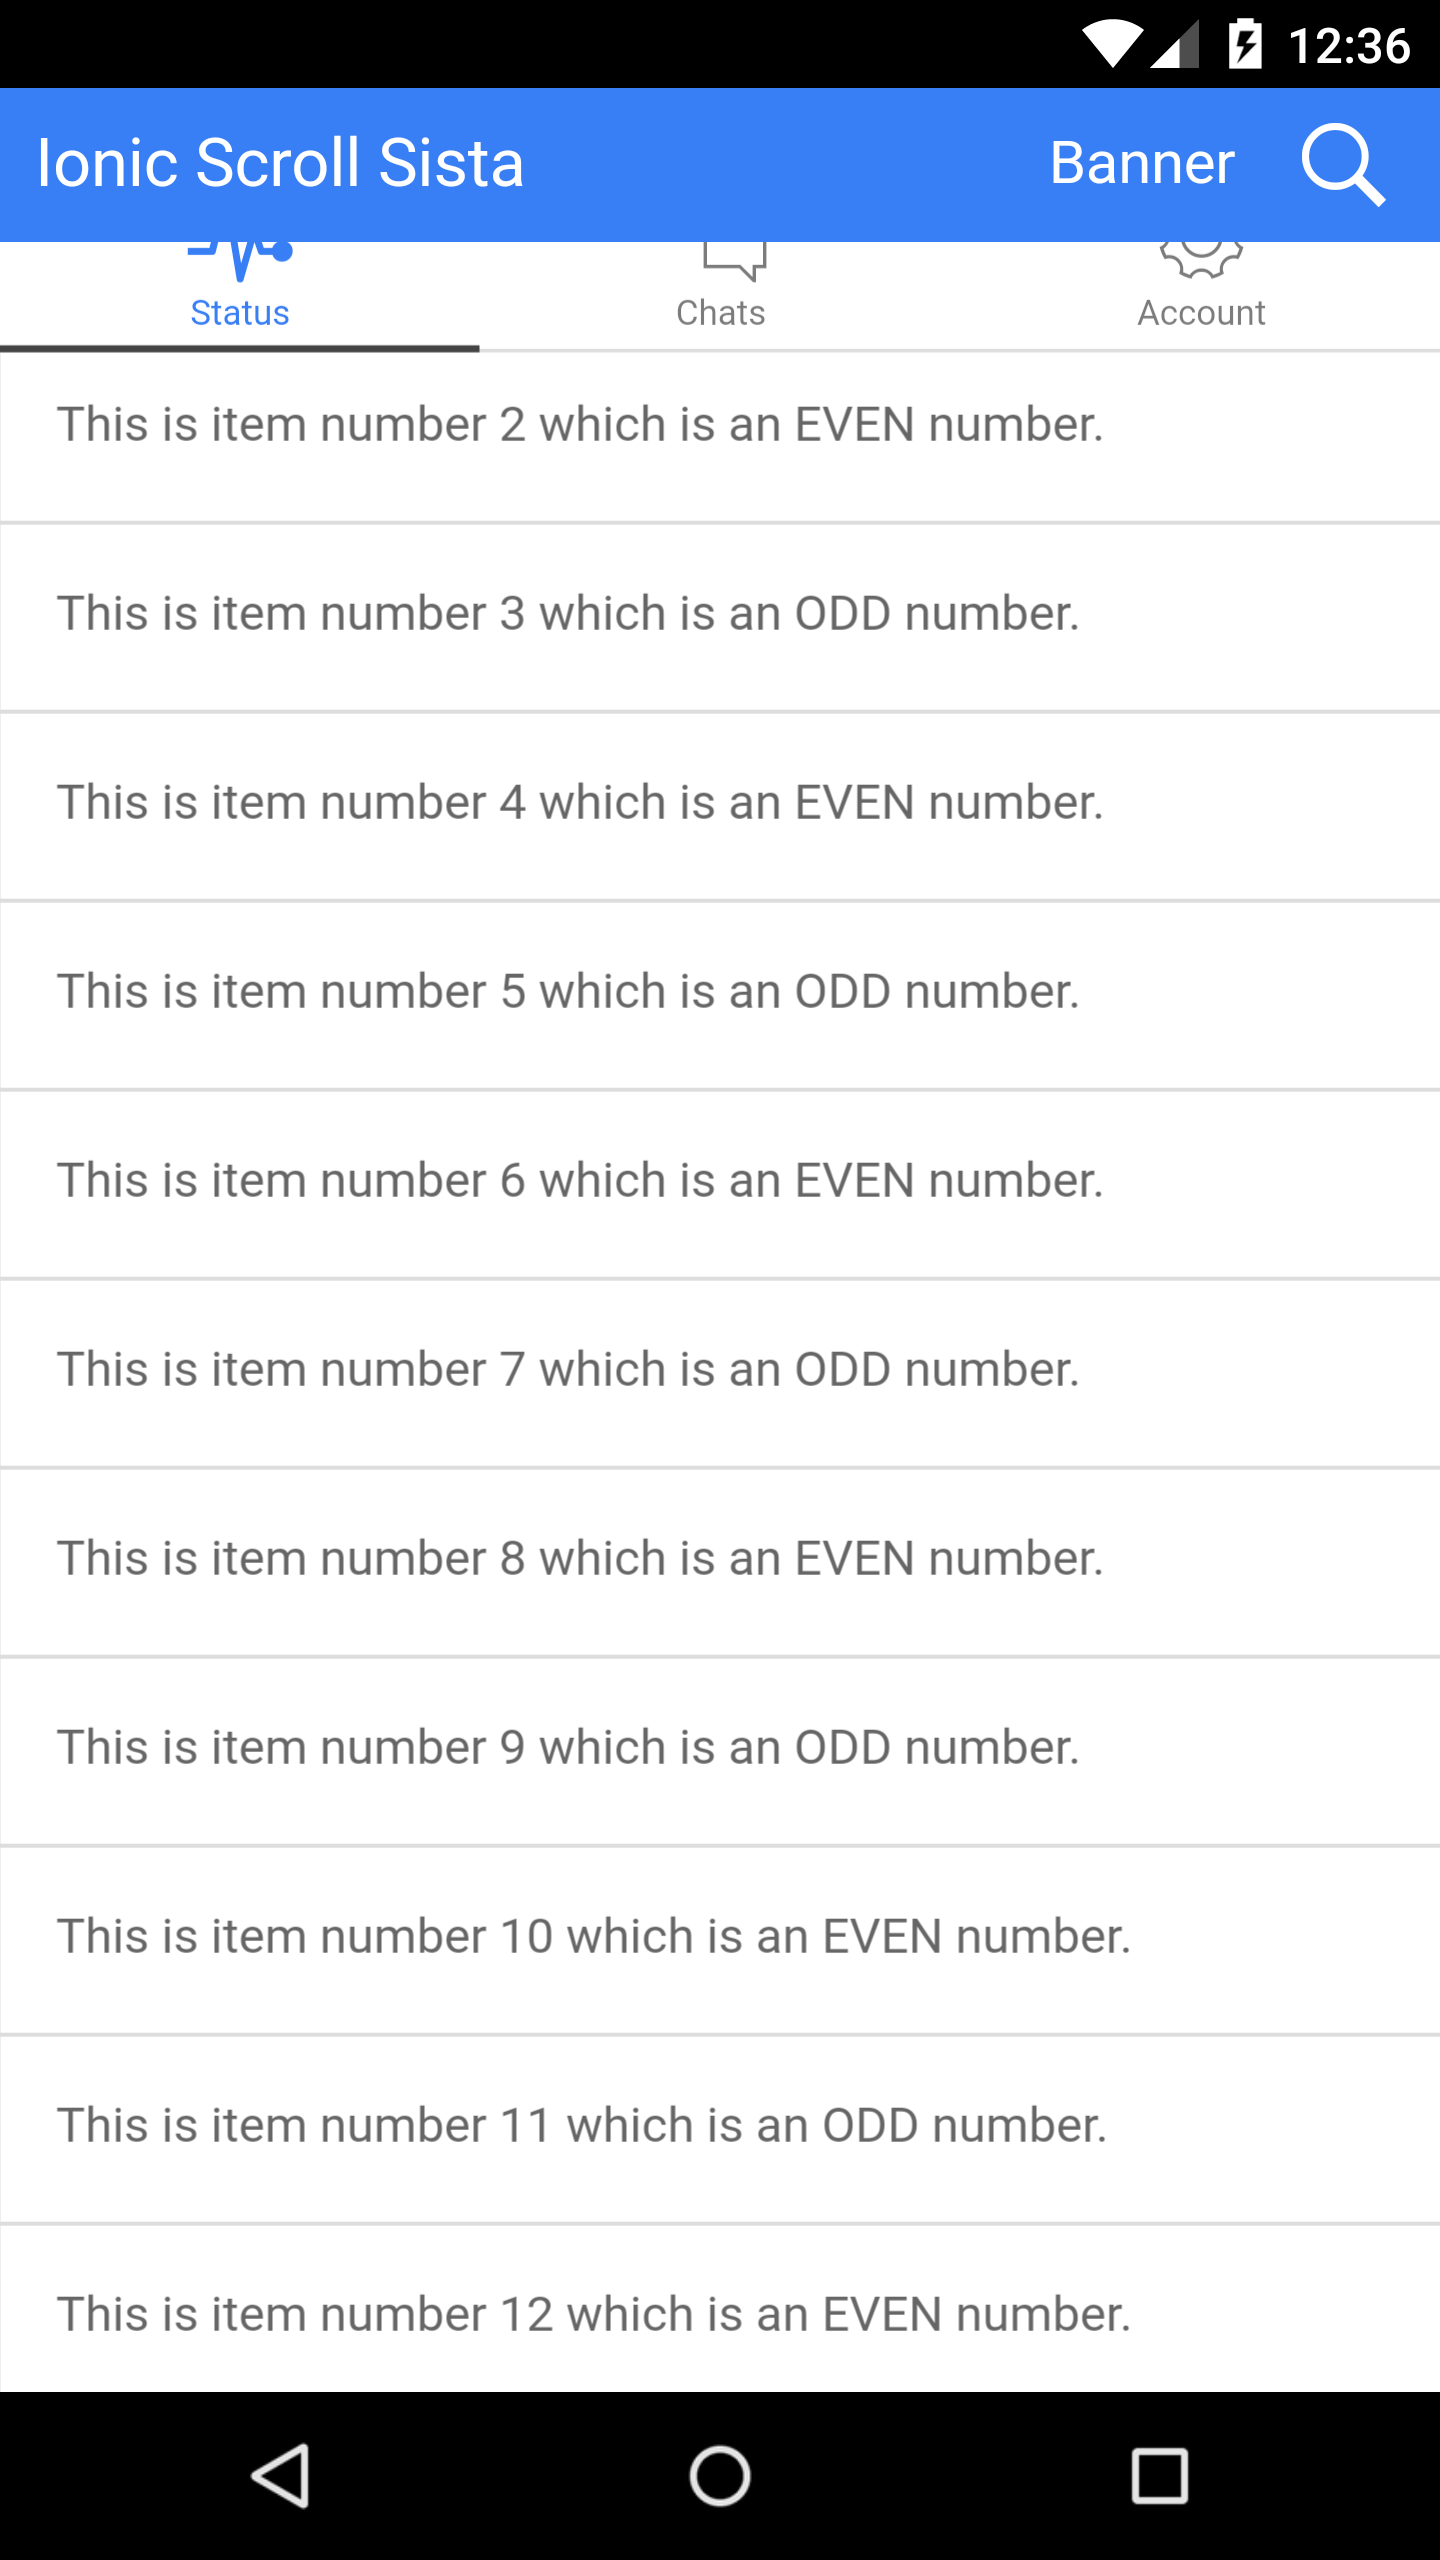 12:36
Ionic Scroll Sista Banner
Status Chats Account
This is item number 2 which is an EVEN number.
This is item number 3 which is an ODD number.
This is item number 4 which is an EVEN number.
This is item number 5 which is an ODD number.
This is item number 6 which is an EVEN number.
This is item number 7 which is an ODD number.
This is item number 8 which is an EVEN number.
This is item number 9 which is an ODD number.
This is item number 10 which is an EVEN number.
This is item number 11 which is an ODD number.
This is item number 12 which is an EVEN number.